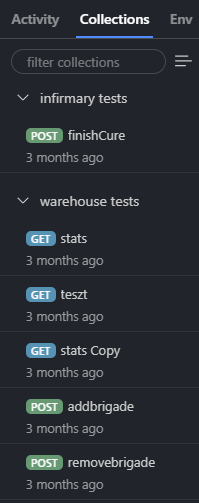 Activity Collections Env
filter collections
infirmary tests
POST finishCure
3 months ago
warehouse tests
GET stats
3 months ago
GET teszt
3 months ago
GET stats Copy
3 months ago
POST addbrigade
3 months ago
POST removebrigade
3 months ago